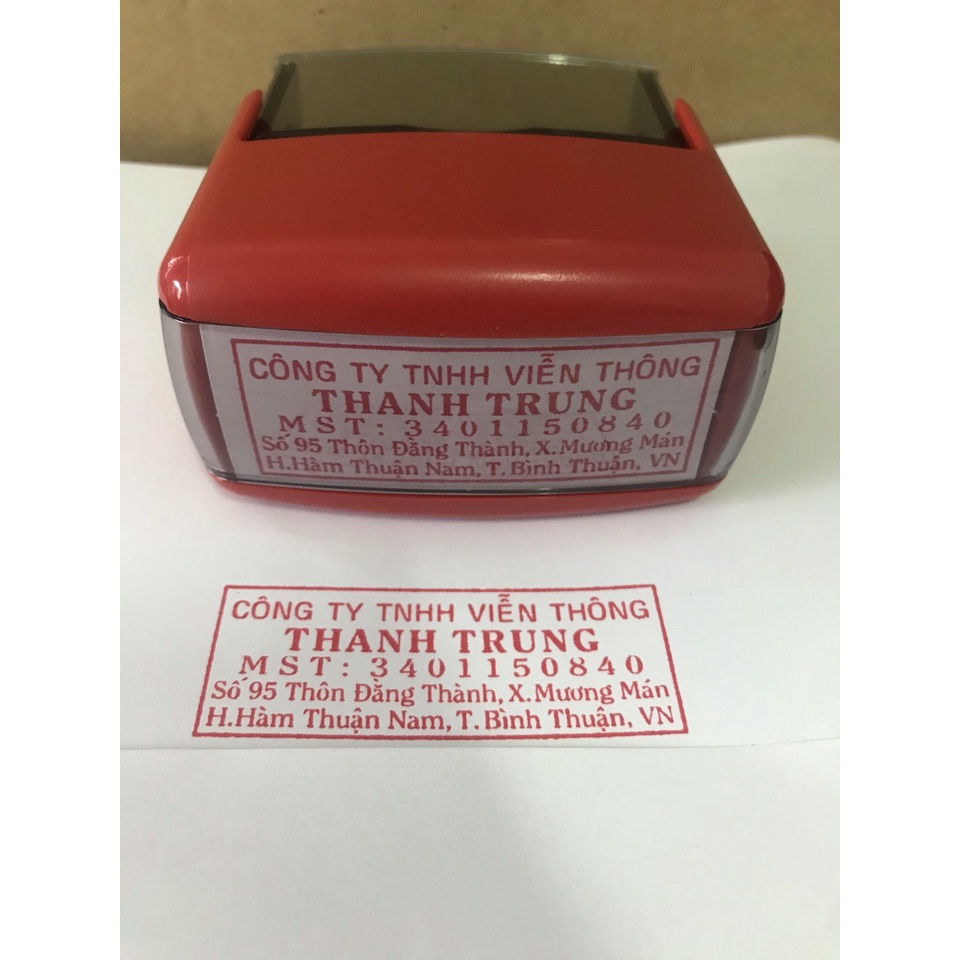 CÔNG TY TNHH VIỄN THÔNG
THANH TRUNG
MST: 3401150840
Số 95 Thôn Đằng Thành, X.Mương Mán
H.Hàm Thuận Nam, T.Bình Thuận, VN
CÔNG TY TNHH VIỄN THÔNG
THANH TRUNG
MST: 3401150840
Số 95 Thôn Đằng Thành, X.Mương Mán
H.Hàm Thuận Nam, T.Bình Thuận, VN